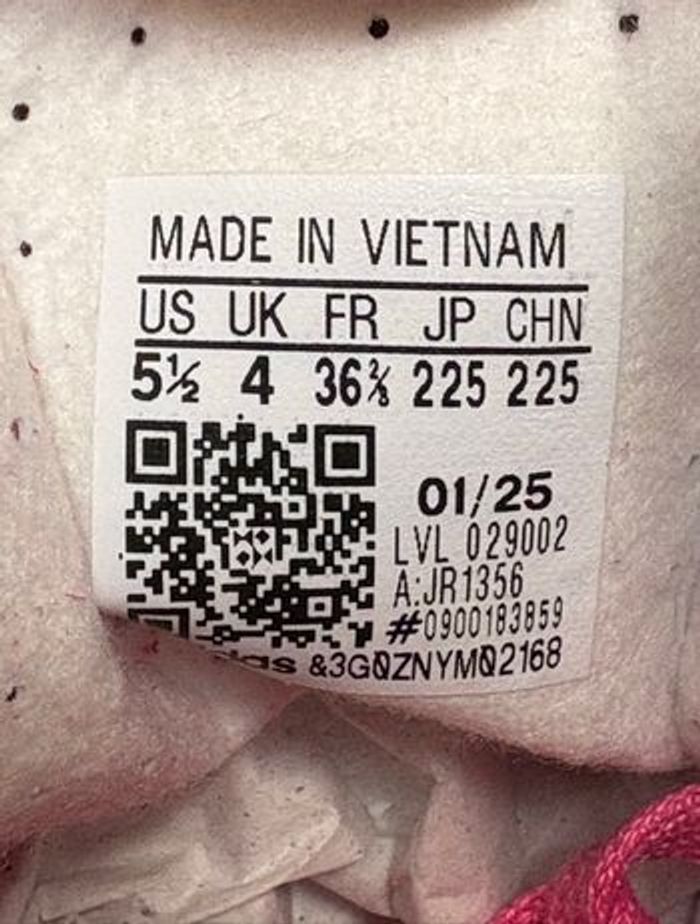 MADE IN VIETNAM
US UK FR JP CHN
5½ 4 36⅔ 225 225
01/25
LVL 029002
A:JR1356
#0900183859
&3G0ZNYM02168